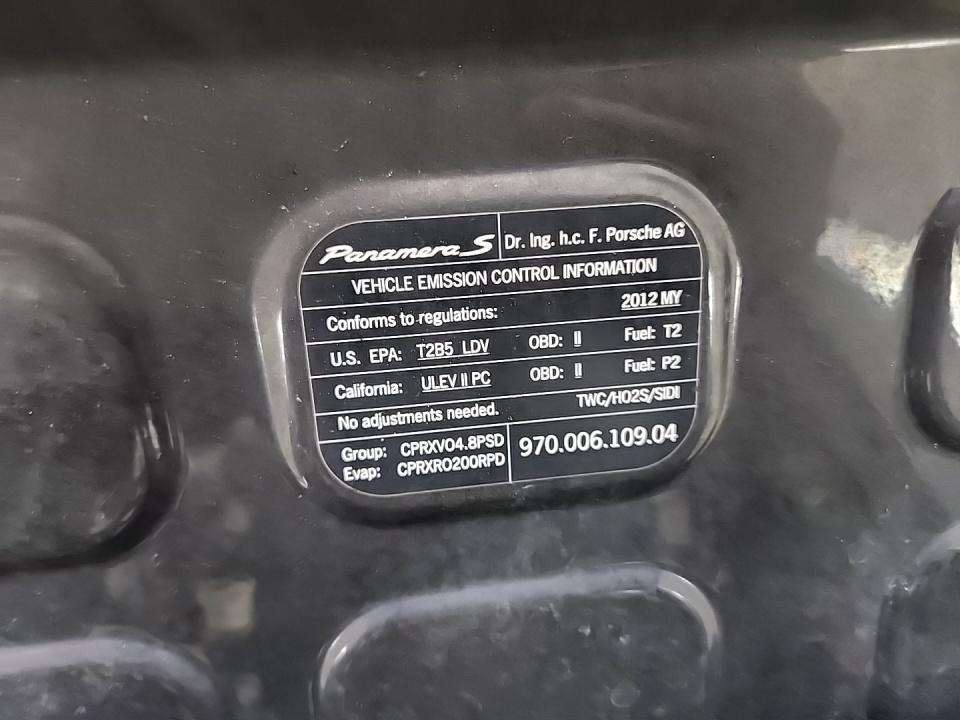 Panamera S Dr. Ing. h.c. F. Porsche AG
VEHICLE EMISSION CONTROL INFORMATION
Conforms to regulations: 2012 MY
U.S. EPA: T2B5 LDV OBD: II Fuel: T2
California: ULEV II PC OBD: II Fuel: P2
No adjustments needed. TWC/HO2S/SIDI
Group: CPRXV04.8PSD
Evap: CPRXR0200RPD
970.006.109.04